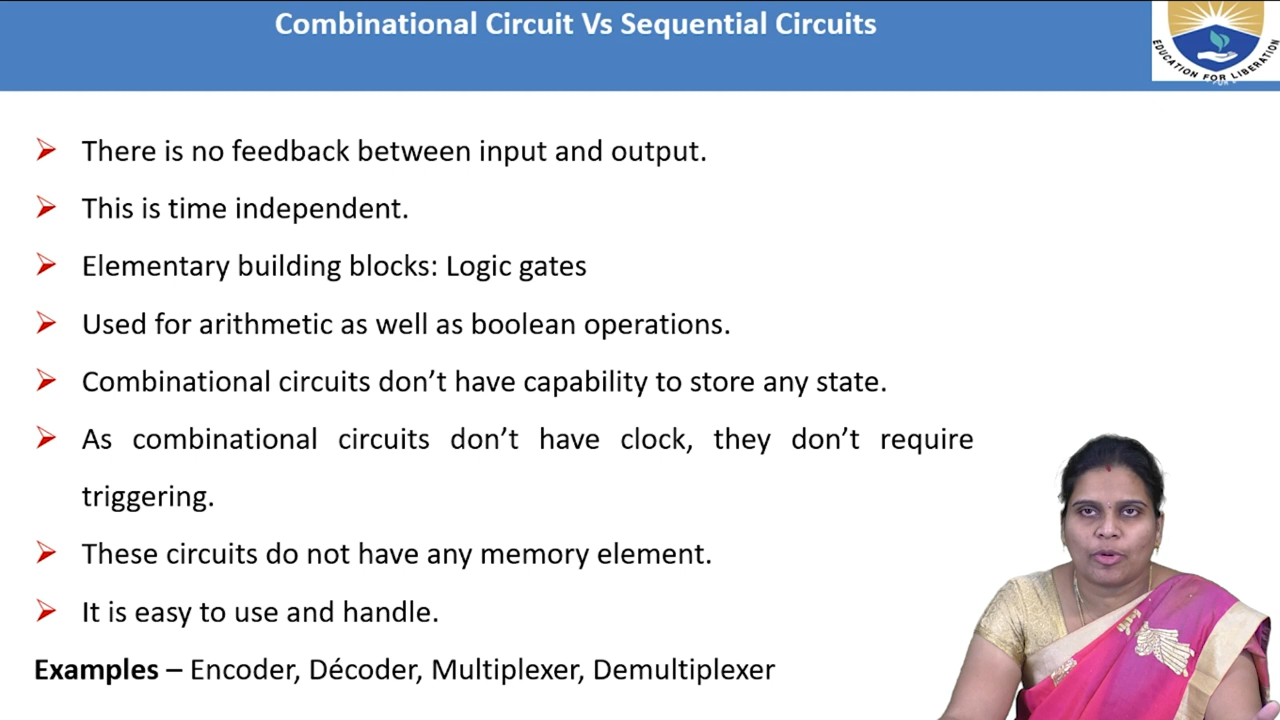 Combinational Circuit Vs Sequential Circuits
EDUCATION FOR LIBERATION
There is no feedback between input and output.
This is time independent.
Elementary building blocks: Logic gates
Used for arithmetic as well as boolean operations.
Combinational circuits don’t have capability to store any state.
As combinational circuits don’t have clock, they don’t require
triggering.
These circuits do not have any memory element.
It is easy to use and handle.
Examples – Encoder, Décoder, Multiplexer, Demultiplexer